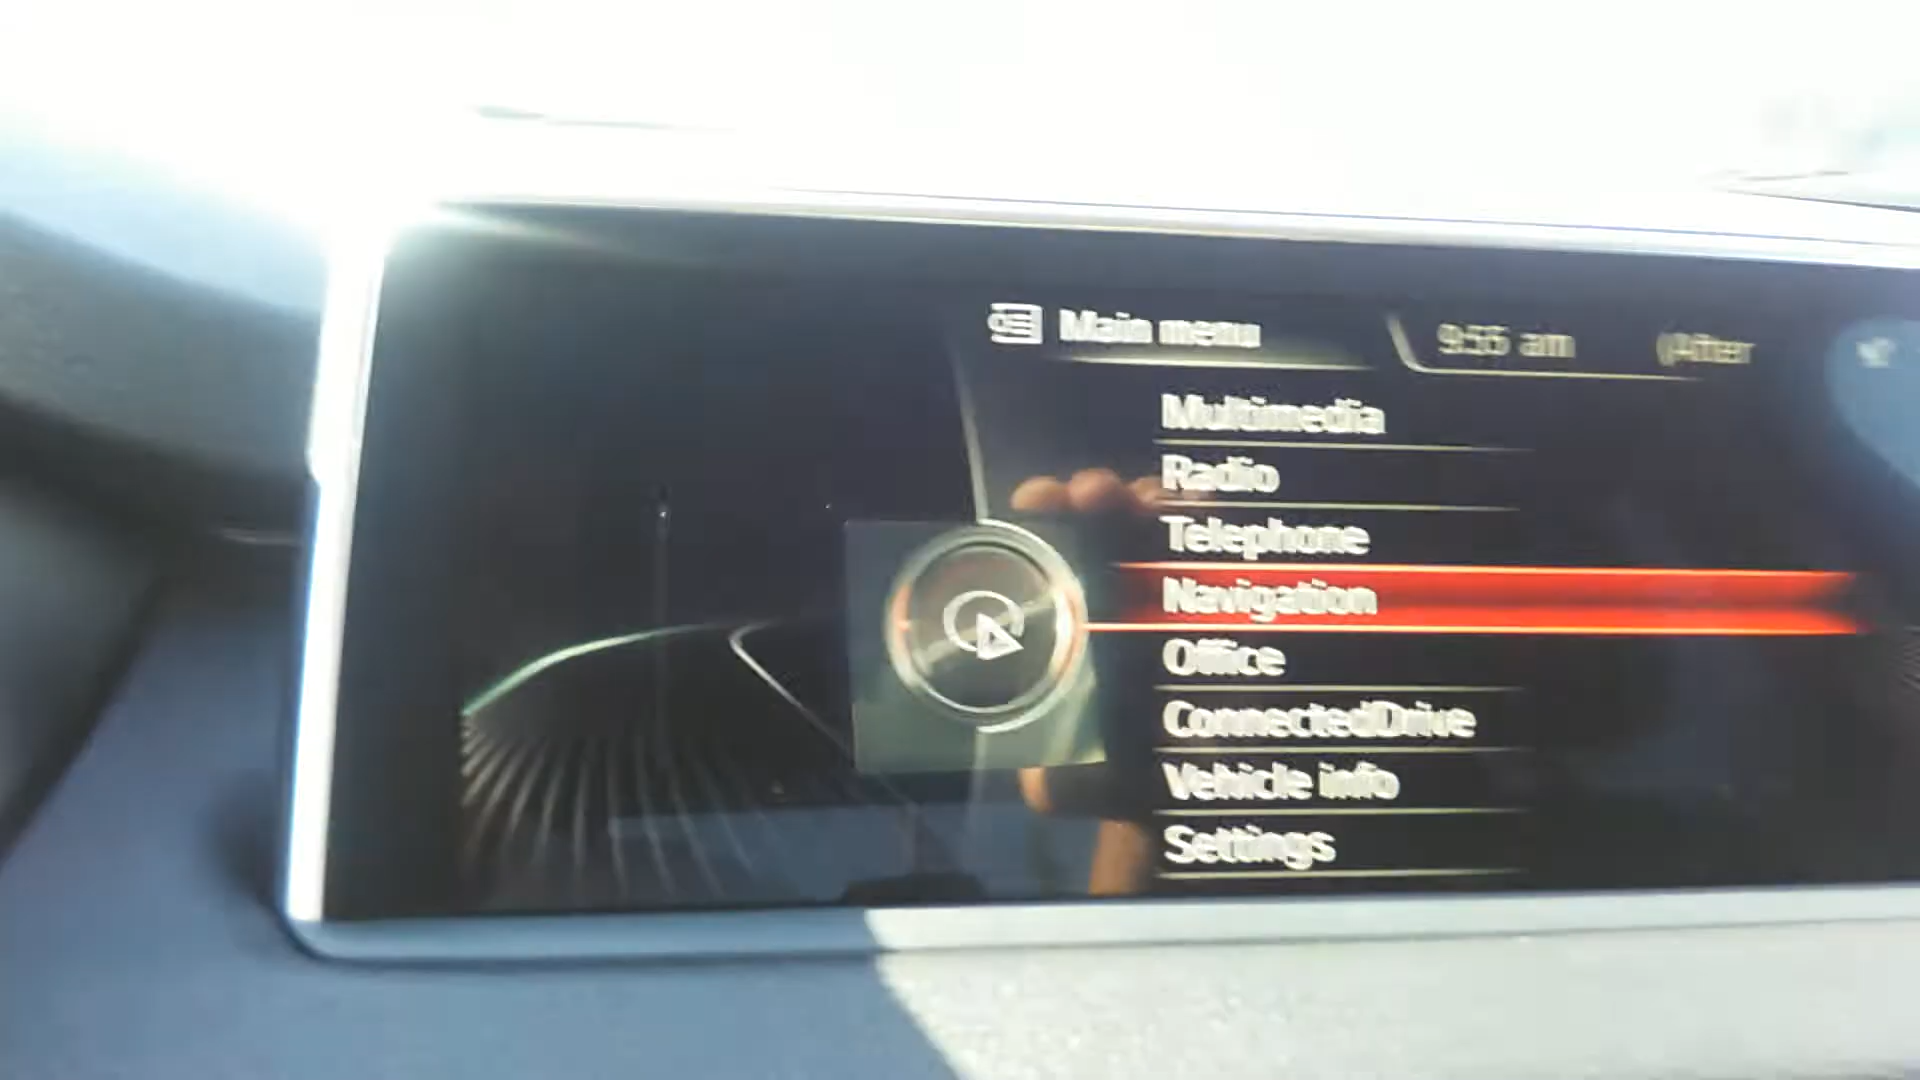 Main menu
9:55 am
Multimedia
Radio
Telephone
Navigation
Office
ConnectedDrive
Vehicle info
Settings